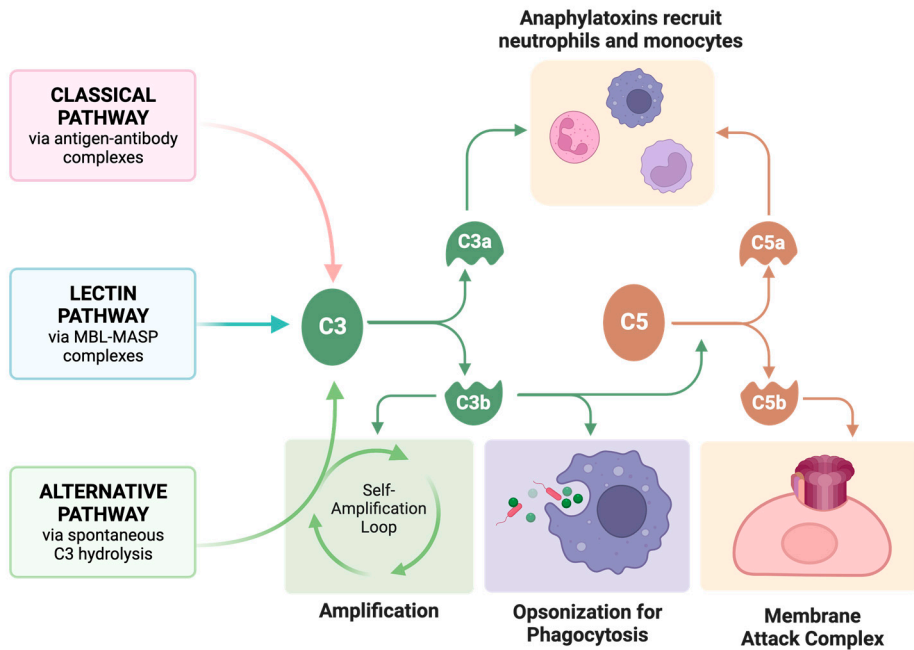 Anaphylatoxins recruit
neutrophils and monocytes
CLASSICAL
PATHWAY
via antigen-antibody
complexes
C3a
C5a
LECTIN
PATHWAY
via MBL-MASP
complexes
C3
C5
C3b
C5b
ALTERNATIVE
PATHWAY
via spontaneous
C3 hydrolysis
Self-
Amplification
Loop
Amplification
Opsonization for
Phagocytosis
Membrane
Attack Complex